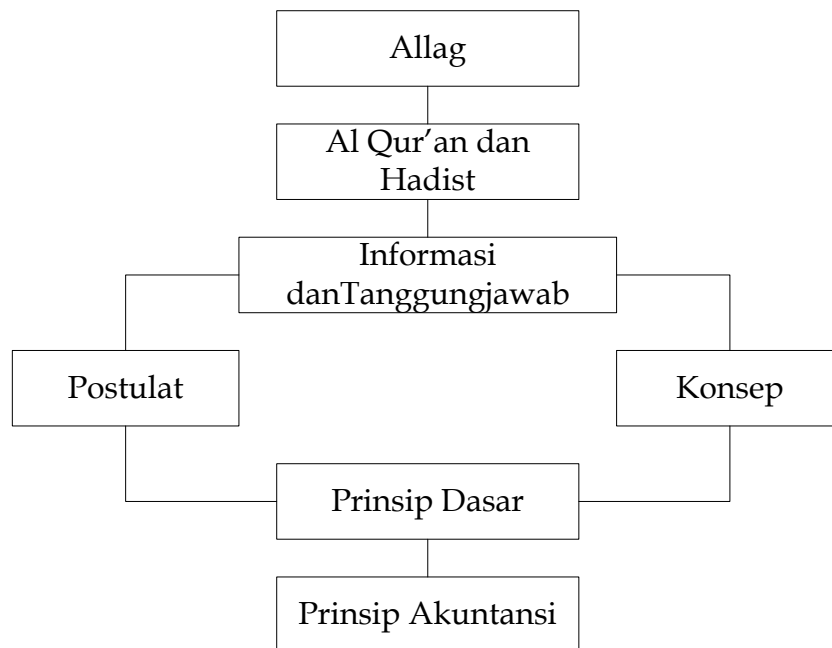 Allag
Al Qur’an dan
Hadist
Informasi
danTanggungjawab
Postulat
Konsep
Prinsip Dasar
Prinsip Akuntansi